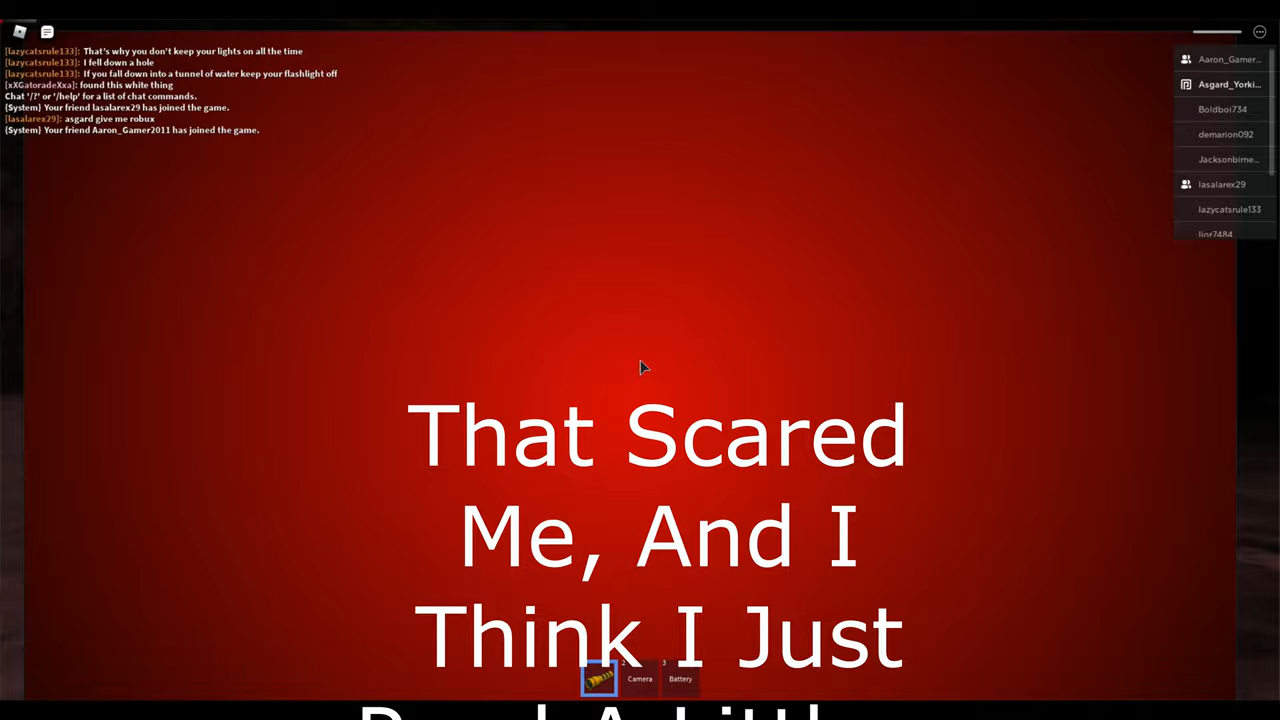 [lazycatsrule133]: That's why you don't keep your lights on all the time
[lazycatsrule133]: I fell down a hole
[lazycatsrule133]: If you fall down into a tunnel of water keep your flashlight off
[xXGatoradeXxa]: found this white thing
Chat '/?' or '/help' for a list of chat commands.
{System} Your friend lasalarex29 has joined the game.
[lasalarex29]: asgard give me robux
{System} Your friend Aaron_Gamer2011 has joined the game.
Aaron_Gamer...
Asgard_Yorki...
Boldboi734
demarion092
Jacksonbirne...
lasalarex29
lazycatsrule133
lior7484
That Scared
Me, And I
Think I Just
2
Camera
3
Battery